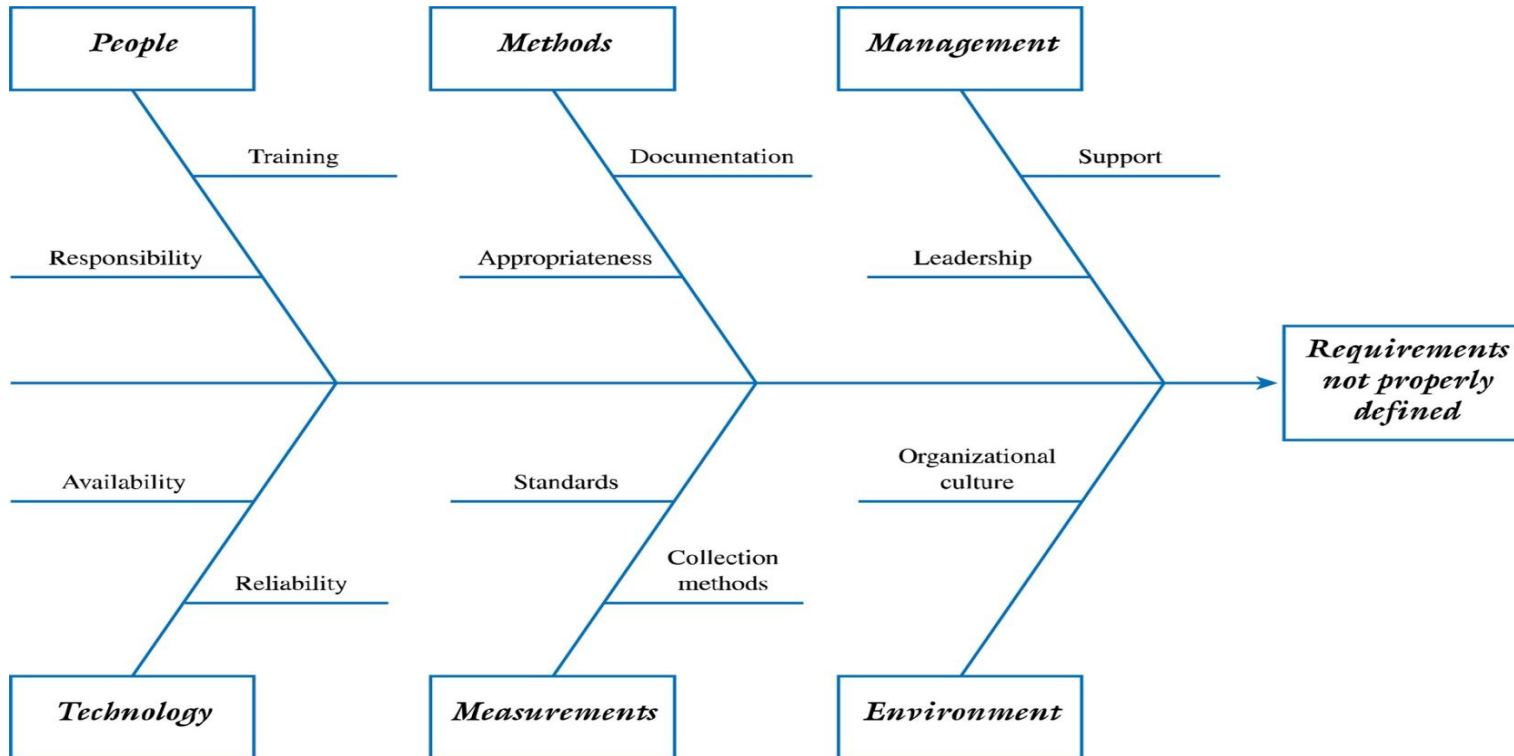 People
Methods
Management
Training
Documentation
Support
Responsibility
Appropriateness
Leadership
Requirements
not properly
defined
Availability
Standards
Organizational
culture
Reliability
Collection
methods
Technology
Measurements
Environment